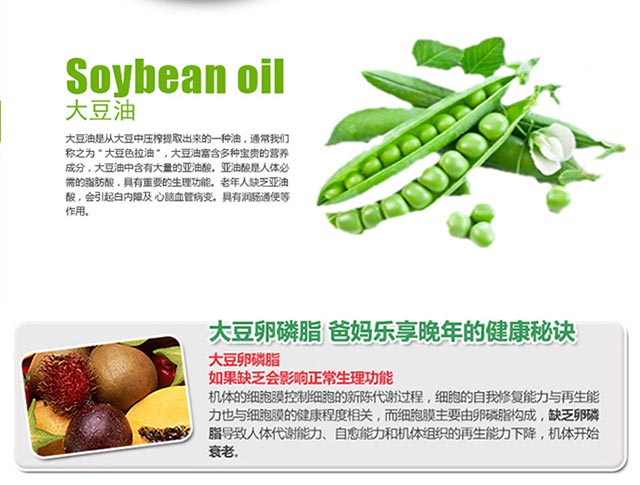 Soybean oil
大豆油
大豆油是从大豆中压榨提取出来的一种油，通常我们
称之为“大豆色拉油”，大豆油富含多种宝贵的营养
成分，大豆油中含有大量的亚油酸。亚油酸是人体必
需的脂肪酸，具有重要的生理功能。老年人缺乏亚油
酸，会引起白内障及 心脑血管病变。具有润肠通便等
作用。
大豆卵磷脂 爸妈乐享晚年的健康秘诀
大豆卵磷脂
如果缺乏会影响正常生理功能
机体的细胞膜控制细胞的新陈代谢过程，细胞的自我修复能力与再生能
力也与细胞膜的健康程度相关，而细胞膜主要由卵磷脂构成，缺乏卵磷
脂导致人体代谢能力、自愈能力和机体组织的再生能力下降，机体开始
衰老。